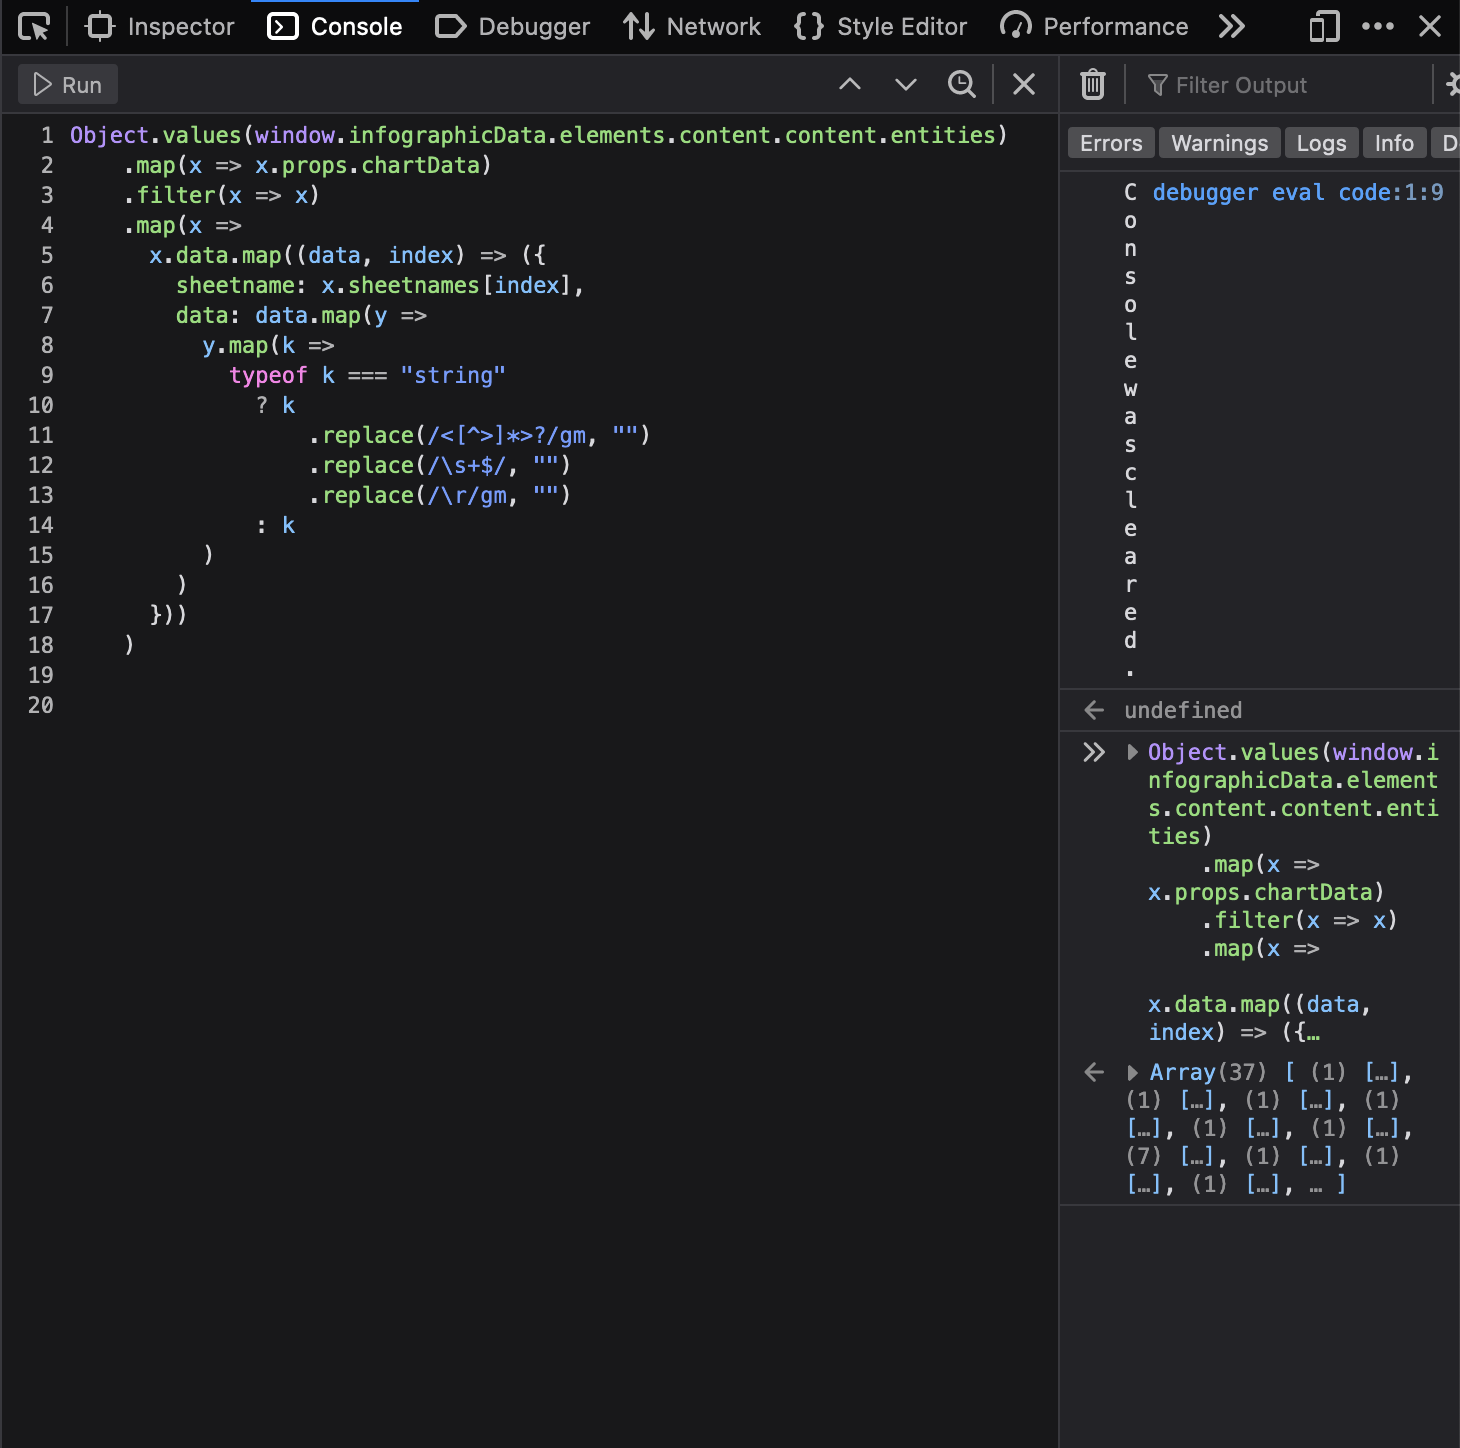 Inspector Console Debugger Network Style Editor Performance
Run
Filter Output
Errors Warnings Logs Info
1 Object.values(window.infographicData.elements.content.content.entities)
2     .map(x => x.props.chartData)
3     .filter(x => x)
4     .map(x =>
5       x.data.map((data, index) => ({
6         sheetname: x.sheetnames[index],
7         data: data.map(y =>
8           y.map(k =>
9             typeof k === "string"
10               ? k
11                   .replace(/<[^>]*>?/gm, "")
12                   .replace(/\s+$/, "")
13                   .replace(/\r/gm, "")
14               : k
15           )
16         )
17       }))
18     )
19
20
Console was cleared.
debugger eval code:1:9
undefined
Object.values(window.i
nfographicData.element
s.content.content.enti
ties)
    .map(x =>
x.props.chartData)
    .filter(x => x)
    .map(x =>
x.data.map((data,
index) => ({…
Array(37) [ (1) […],
(1) […], (1) […], (1)
[…], (1) […], (1) […],
(7) […], (1) […], (1)
[…], (1) […], … ]